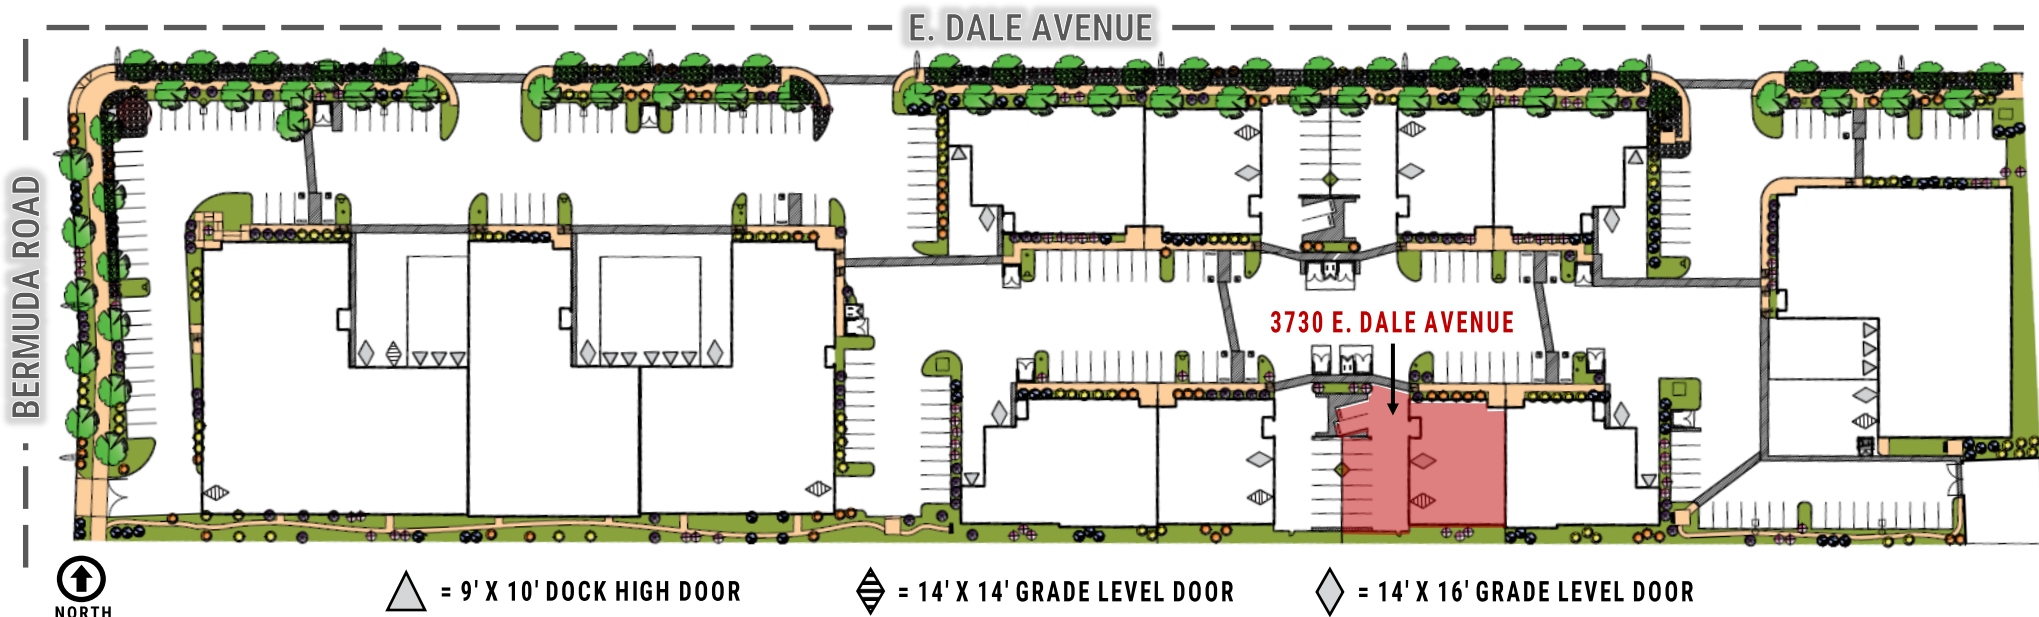 E. DALE AVENUE
BERMUDA ROAD
3730 E. DALE AVENUE
NORTH
= 9' X 10' DOCK HIGH DOOR
= 14' X 14' GRADE LEVEL DOOR
= 14' X 16' GRADE LEVEL DOOR